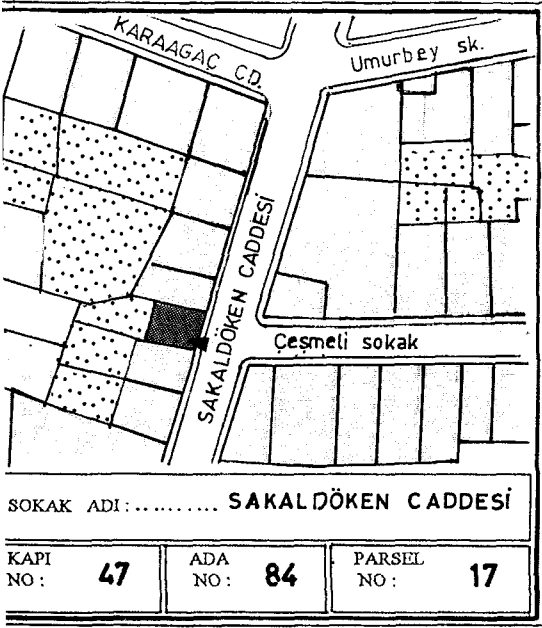 KARAAGAÇ CD.
Umurbey sk.
SAKALDÖKEN CADDESİ
Çeşmeli sokak
SOKAK ADI:.......... SAKALDÖKEN CADDESİ
KAPI NO: 47
ADA NO: 84
PARSEL NO: 17